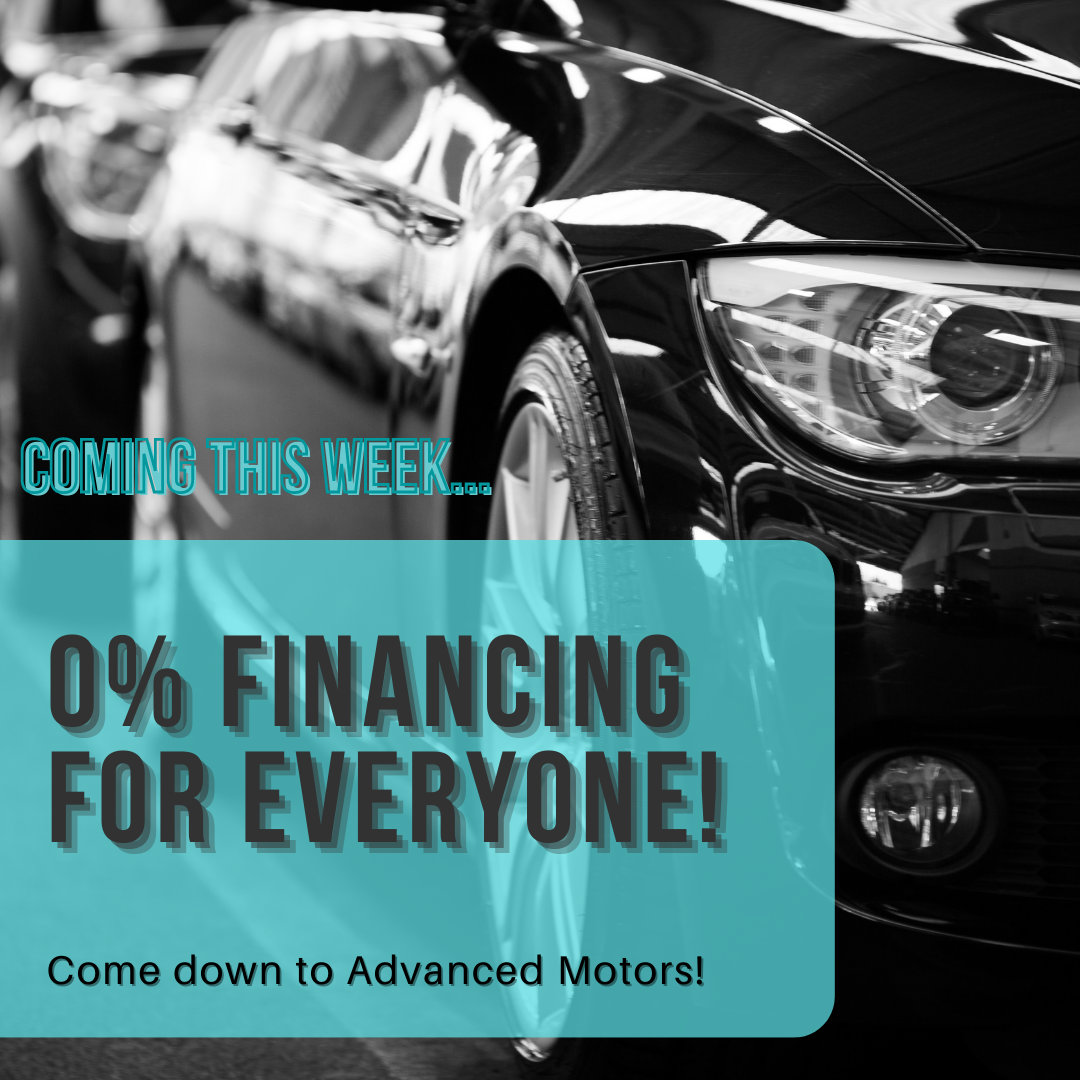 COMING THIS WEEK...
0% FINANCING
FOR EVERYONE!
Come down to Advanced Motors!